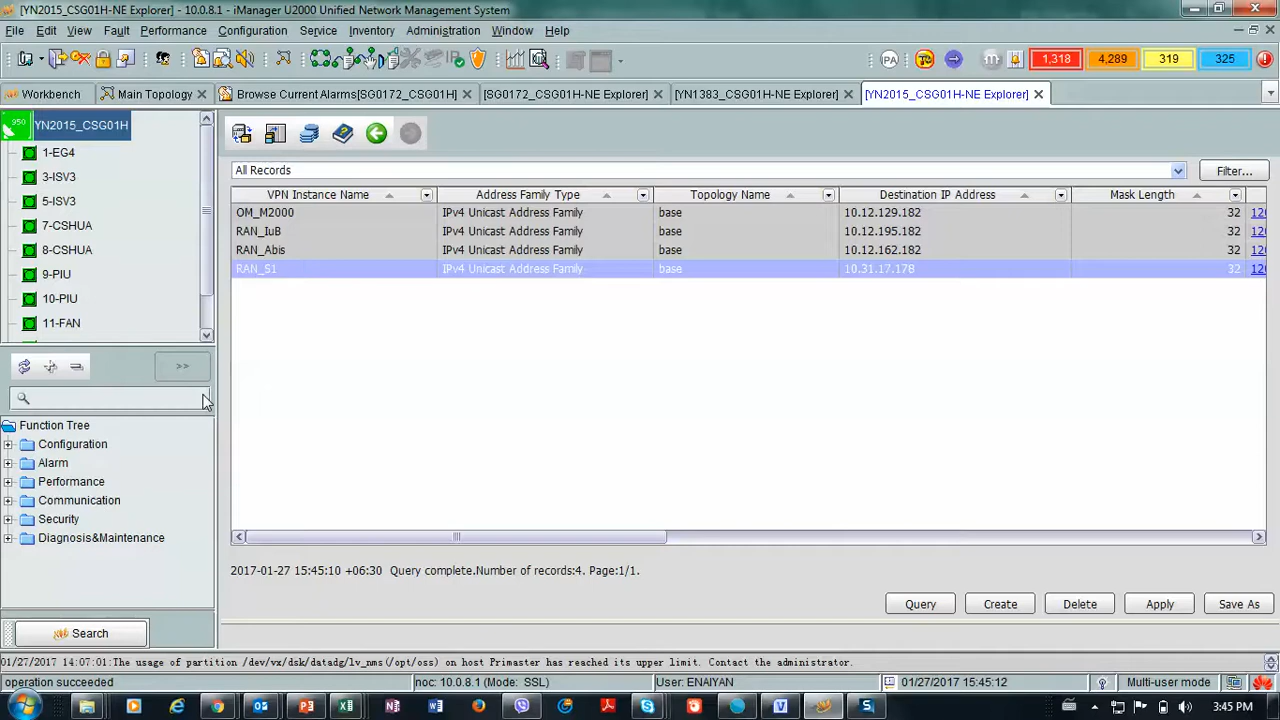 [YN2015_CSG01H-NE Explorer] - 10.0.8.1 - iManager U2000 Unified Network Management System
File Edit View Fault Performance Configuration Service Inventory Administration Window Help
PA 1,318 4,289 319 325
Workbench Main Topology Browse Current Alarms[SG0172_CSG01H] [SG0172_CSG01H-NE Explorer] [YN1383_CSG01H-NE Explorer] [YN2015_CSG01H-NE Explorer]
950 YN2015_CSG01H
1-EG4
3-ISV3
5-ISV3
7-CSHUA
8-CSHUA
9-PIU
10-PIU
11-FAN
>>
Function Tree
Configuration
Alarm
Performance
Communication
Security
Diagnosis&Maintenance
Search
All Records Filter...
VPN Instance Name Address Family Type Topology Name Destination IP Address Mask Length
OM_M2000 IPv4 Unicast Address Family base 10.12.129.182 32 120
RAN_IuB IPv4 Unicast Address Family base 10.12.195.182 32 120
RAN_Abis IPv4 Unicast Address Family base 10.12.162.182 32 120
RAN_S1 IPv4 Unicast Address Family base 10.31.17.178 32 120
2017-01-27 15:45:10 +06:30 Query complete.Number of records:4. Page:1/1.
Query Create Delete Apply Save As
01/27/2017 14:07:01:The usage of partition /dev/vx/dsk/datadg/lv_nms(/opt/oss) on host Primaster has reached its upper limit. Contact the administrator.
operation succeeded noc: 10.0.8.1 (Mode: SSL) User: ENAIYAN 01/27/2017 15:45:12 Multi-user mode
3:45 PM